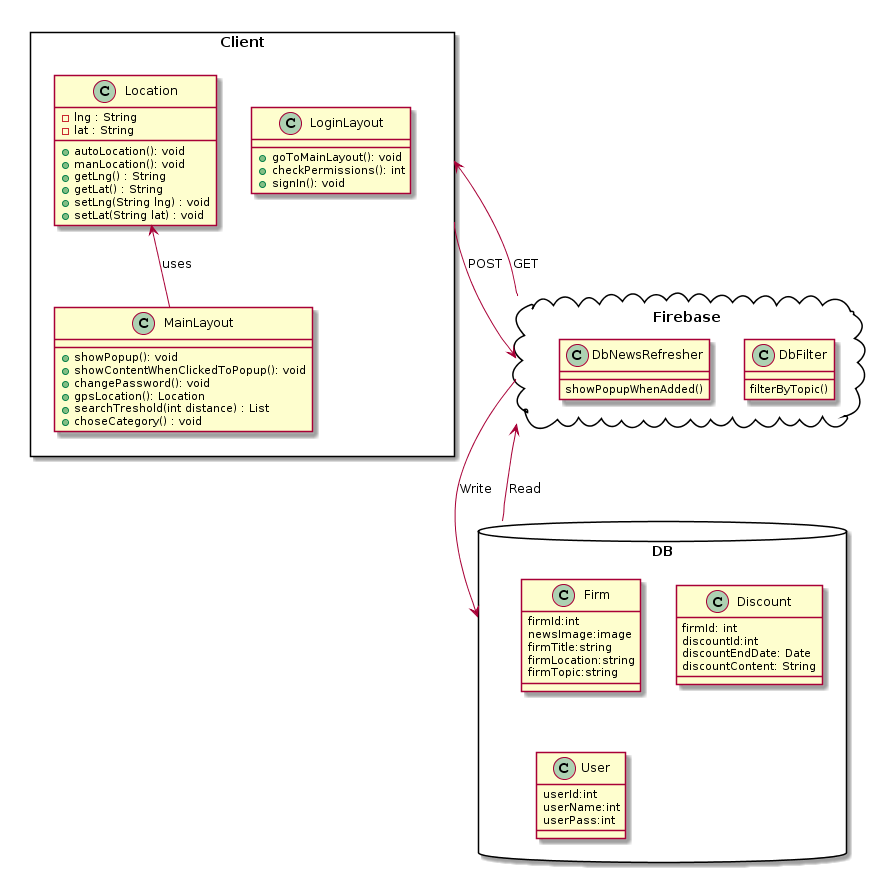 Client
C Location
lng : String
lat : String
autoLocation(): void
manLocation(): void
getLng() : String
getLat() : String
setLng(String lng) : void
setLat(String lat) : void
C LoginLayout
goToMainLayout(): void
checkPermissions(): int
signIn(): void
uses
C MainLayout
showPopup(): void
showContentWhenClickedToPopup(): void
changePassword(): void
gpsLocation(): Location
searchTreshold(int distance) : List
choseCategory() : void
POST
GET
Firebase
C DbNewsRefresher
showPopupWhenAdded()
C DbFilter
filterByTopic()
Write
Read
DB
C Firm
firmId:int
newsImage:image
firmTitle:string
firmLocation:string
firmTopic:string
C Discount
firmId: int
discountId:int
discountEndDate: Date
discountContent: String
C User
userId:int
userName:int
userPass:int